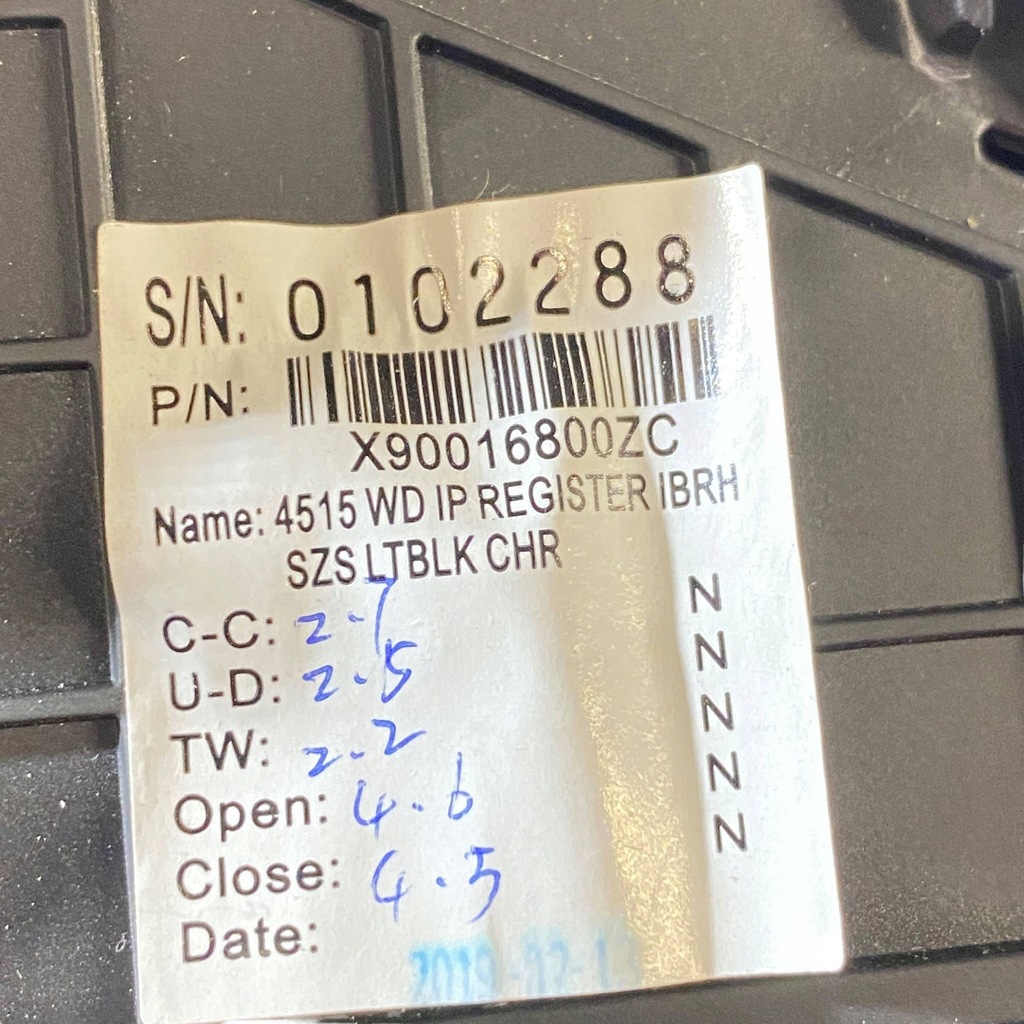 S/N: 0102288
P/N:
X90016800ZC
Name: 4515 WD IP REGISTER IBRH
SZS LTBLK CHR
C-C: 2.7
U-D: 2.5
TW: 2.2
Open: 4.6
Close: 4.5
Date:
Z
Z
Z
Z
Z